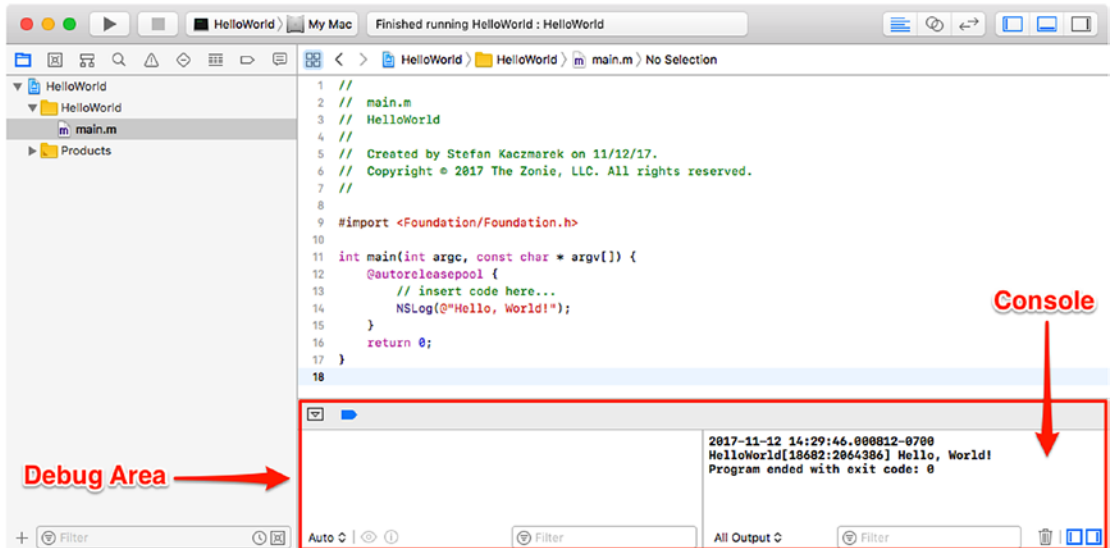 HelloWorld 〉 My Mac
Finished running HelloWorld : HelloWorld
HelloWorld 〉 HelloWorld 〉 m main.m 〉 No Selection
HelloWorld
HelloWorld
m main.m
Products
1 //
2 //  main.m
3 //  HelloWorld
4 //
5 //  Created by Stefan Kaczmarek on 11/12/17.
6 //  Copyright © 2017 The Zonie, LLC. All rights reserved.
7 //
8
9 #import <Foundation/Foundation.h>
10
11 int main(int argc, const char * argv[]) {
12     @autoreleasepool {
13         // insert code here...
14         NSLog(@"Hello, World!");
15     }
16     return 0;
17 }
18
Console
Debug Area
2017-11-12 14:29:46.000812-0700
HelloWorld[18682:2064386] Hello, World!
Program ended with exit code: 0
Filter
Auto
Filter
All Output
Filter